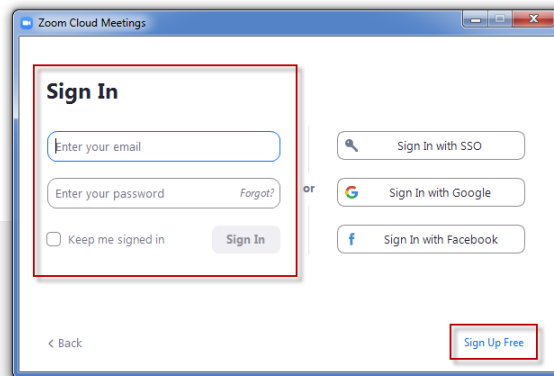 Zoom Cloud Meetings
Sign In
Enter your email
Enter your password Forgot?
Keep me signed in Sign In
or
Sign In with SSO
Sign In with Google
Sign In with Facebook
< Back
Sign Up Free